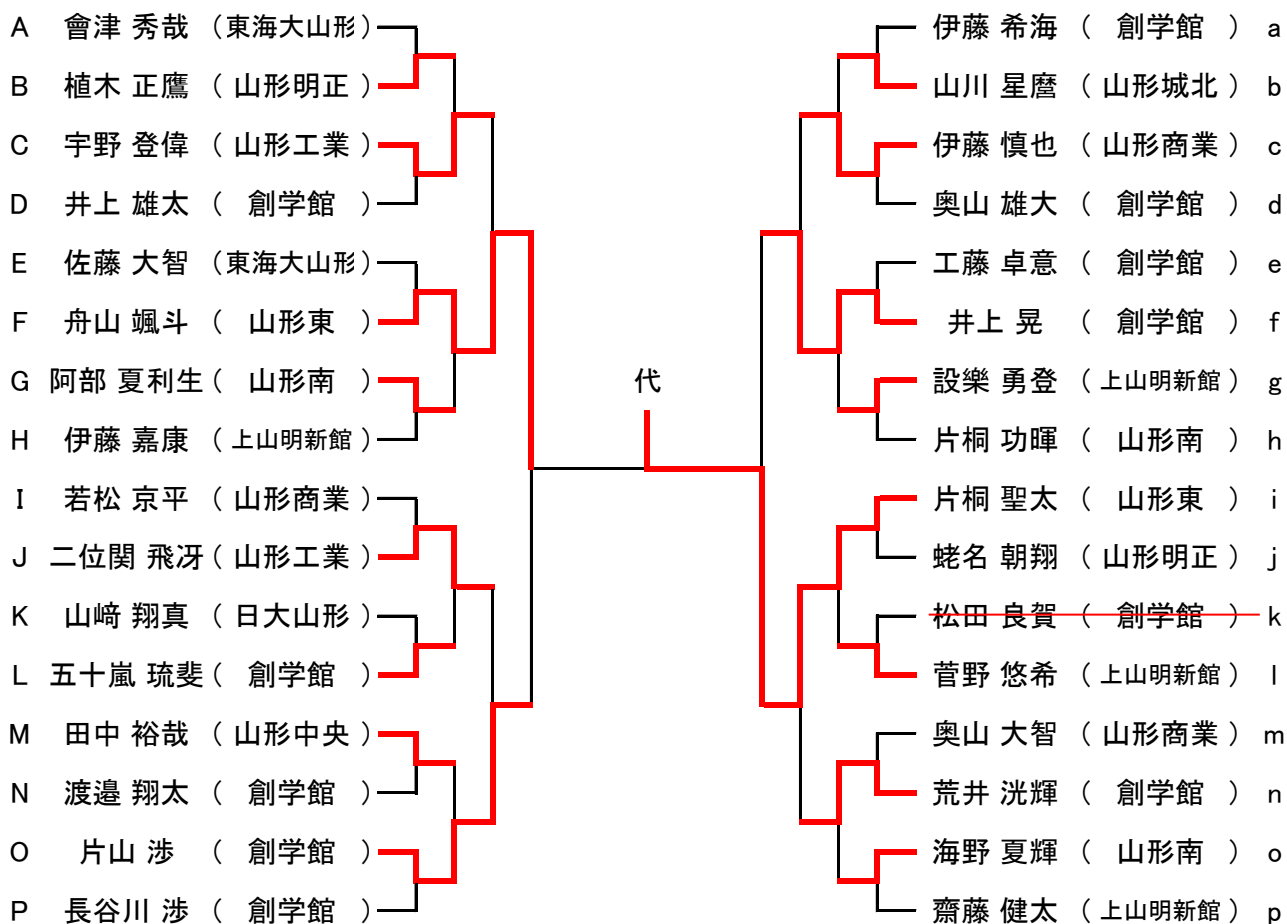 A 會津 秀哉 (東海大山形)
B 植木 正鷹 ( 山形明正 )
C 宇野 登偉 ( 山形工業 )
D 井上 雄太 ( 創学館 )
E 佐藤 大智 (東海大山形)
F 舟山 颯斗 ( 山形東 )
G 阿部 夏利生 ( 山形南 )
H 伊藤 嘉康 ( 上山明新館 )
I 若松 京平 ( 山形商業 )
J 二位関 飛冴 ( 山形工業 )
K 山﨑 翔真 ( 日大山形 )
L 五十嵐 琉斐 ( 創学館 )
M 田中 裕哉 ( 山形中央 )
N 渡邉 翔太 ( 創学館 )
O 片山 渉 ( 創学館 )
P 長谷川 渉 ( 創学館 )
代
伊藤 希海 ( 創学館 ) a
山川 星麿 ( 山形城北 ) b
伊藤 慎也 ( 山形商業 ) c
奥山 雄大 ( 創学館 ) d
工藤 卓意 ( 創学館 ) e
井上 晃 ( 創学館 ) f
設樂 勇登 ( 上山明新館 ) g
片桐 功暉 ( 山形南 ) h
片桐 聖太 ( 山形東 ) i
蛯名 朝翔 ( 山形明正 ) j
松田 良賀 ( 創学館 ) k
菅野 悠希 ( 上山明新館 ) l
奥山 大智 ( 山形商業 ) m
荒井 洸輝 ( 創学館 ) n
海野 夏輝 ( 山形南 ) o
齋藤 健太 ( 上山明新館 ) p